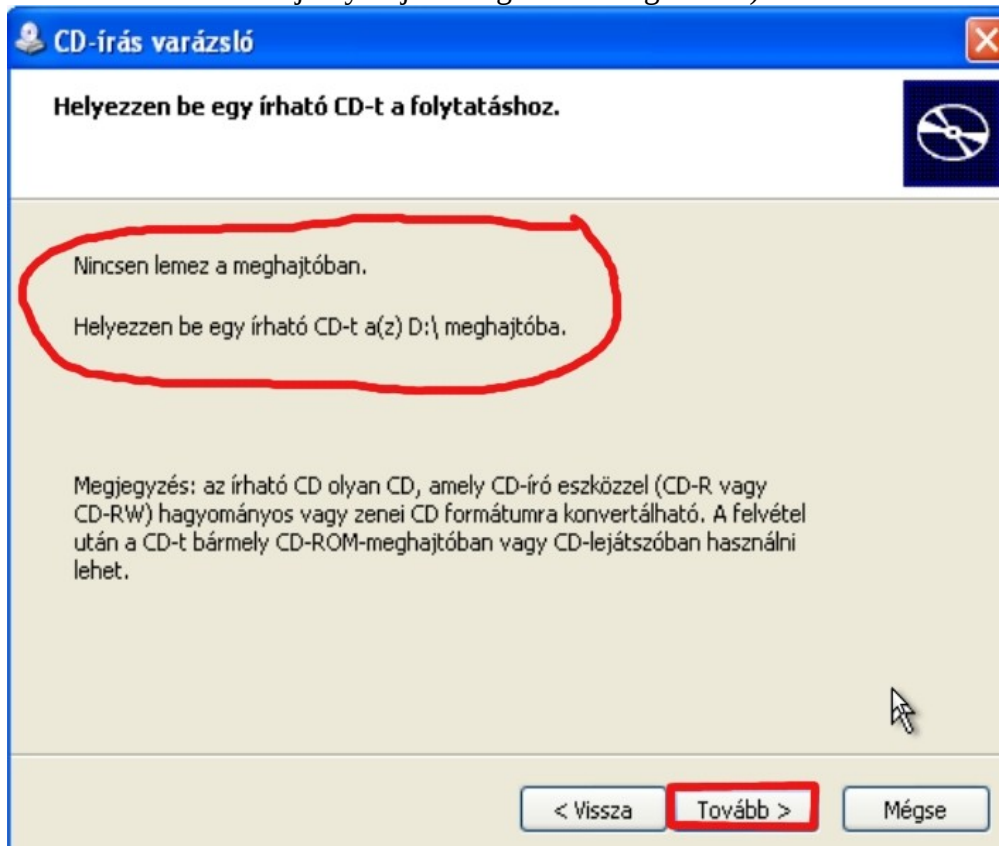 CD-írás varázsló
Helyezzen be egy írható CD-t a folytatáshoz.
Nincsen lemez a meghajtóban.
Helyezzen be egy írható CD-t a(z) D:\ meghajtóba.
Megjegyzés: az írható CD olyan CD, amely CD-író eszközzel (CD-R vagy
CD-RW) hagyományos vagy zenei CD formátumra konvertálható. A felvétel
után a CD-t bármely CD-ROM-meghajtóban vagy CD-lejátszóban használni
lehet.
< Vissza
Tovább >
Mégse